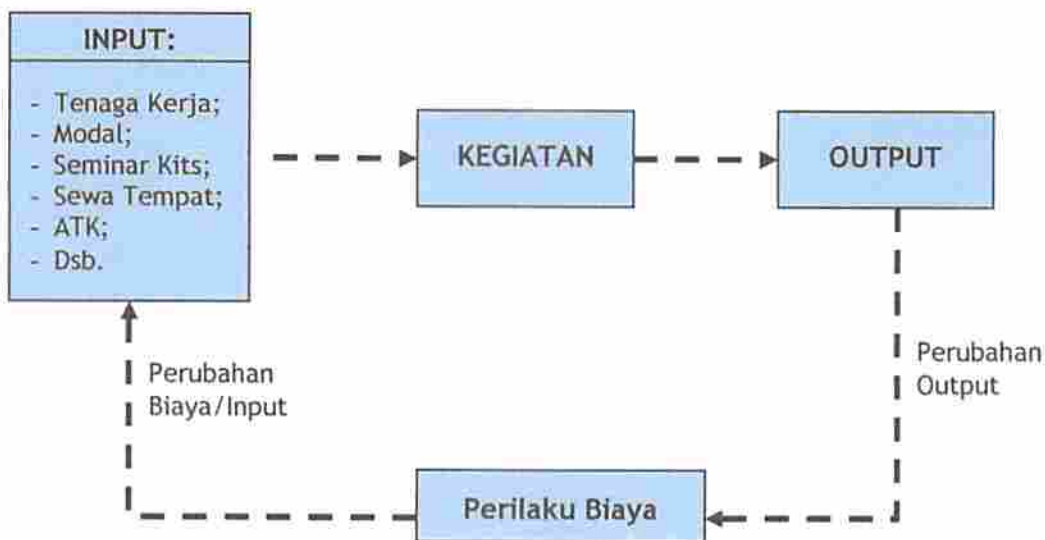 INPUT:
- Tenaga Kerja;
- Modal;
- Seminar Kits;
- Sewa Tempat;
- ATK;
- Dsb.
KEGIATAN
OUTPUT
Perubahan
Output
Perubahan
Biaya/Input
Perilaku Biaya